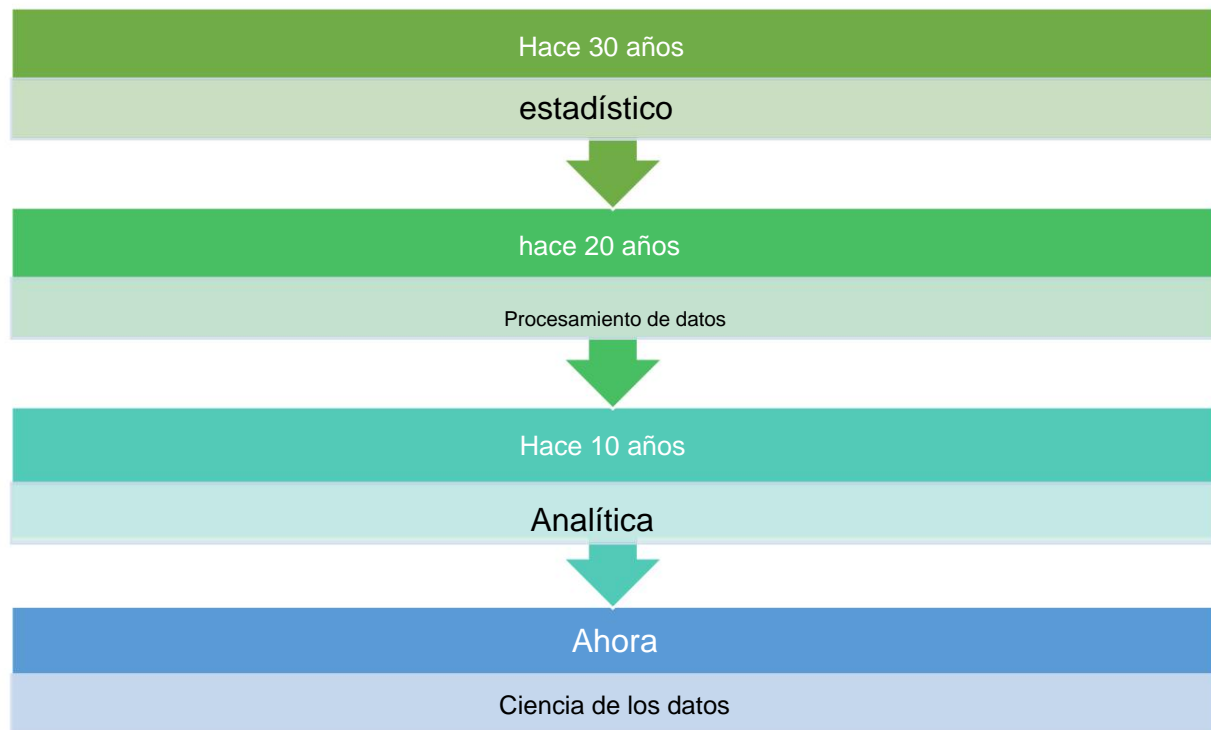 Hace 30 años
estadístico
hace 20 años
Procesamiento de datos
Hace 10 años
Analítica
Ahora
Ciencia de los datos